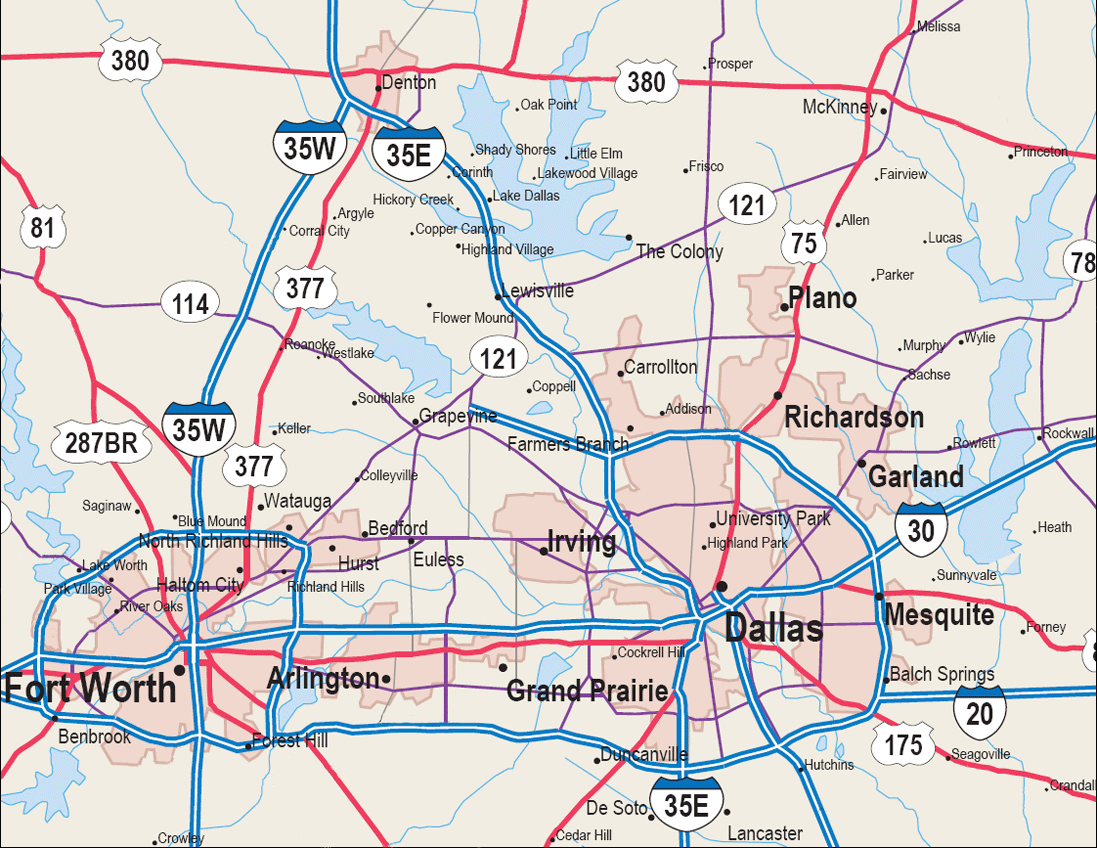 Melissa
380
Prosper
380
Denton
Oak Point
McKinney
35W
35E
Shady Shores
Little Elm
Princeton
Corinth
Lakewood Village
Frisco
Fairview
Hickory Creek
Lake Dallas
121
Argyle
81
Corral City
Copper Canyon
Allen
75
Highland Village
The Colony
Lucas
78
Parker
377
114
Lewisville
Plano
Flower Mound
Roanoke
Westlake
121
Murphy
Wylie
Carrollton
Sachse
Coppell
Southlake
Addison
Grapevine
Richardson
35W
Keller
287BR
Farmers Branch
Rowlett
Rockwall
377
Colleyville
Garland
Watauga
Saginaw
Blue Mound
University Park
30
Bedford
Heath
North Richland Hills
Irving
Highland Park
Hurst
Euless
Lake Worth
Haltom City
Richland Hills
Park Village
Sunnyvale
River Oaks
Mesquite
Dallas
Forney
Cockrell Hill
Fort Worth
Arlington
Grand Prairie
Balch Springs
20
Benbrook
Forest Hill
175
Duncanville
Seagoville
Hutchins
Crandall
35E
De Soto
Lancaster
Crowley
Cedar Hill